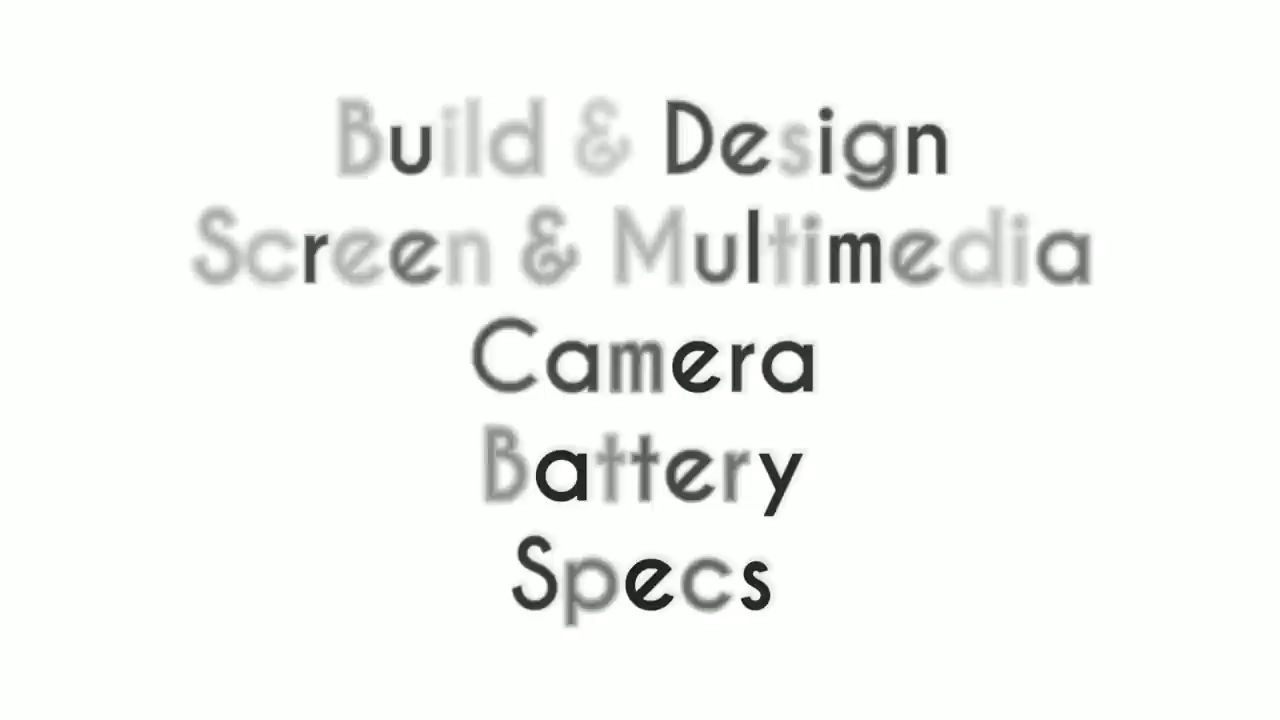 Build & Design
Screen & Multimedia
Camera
Battery
Specs